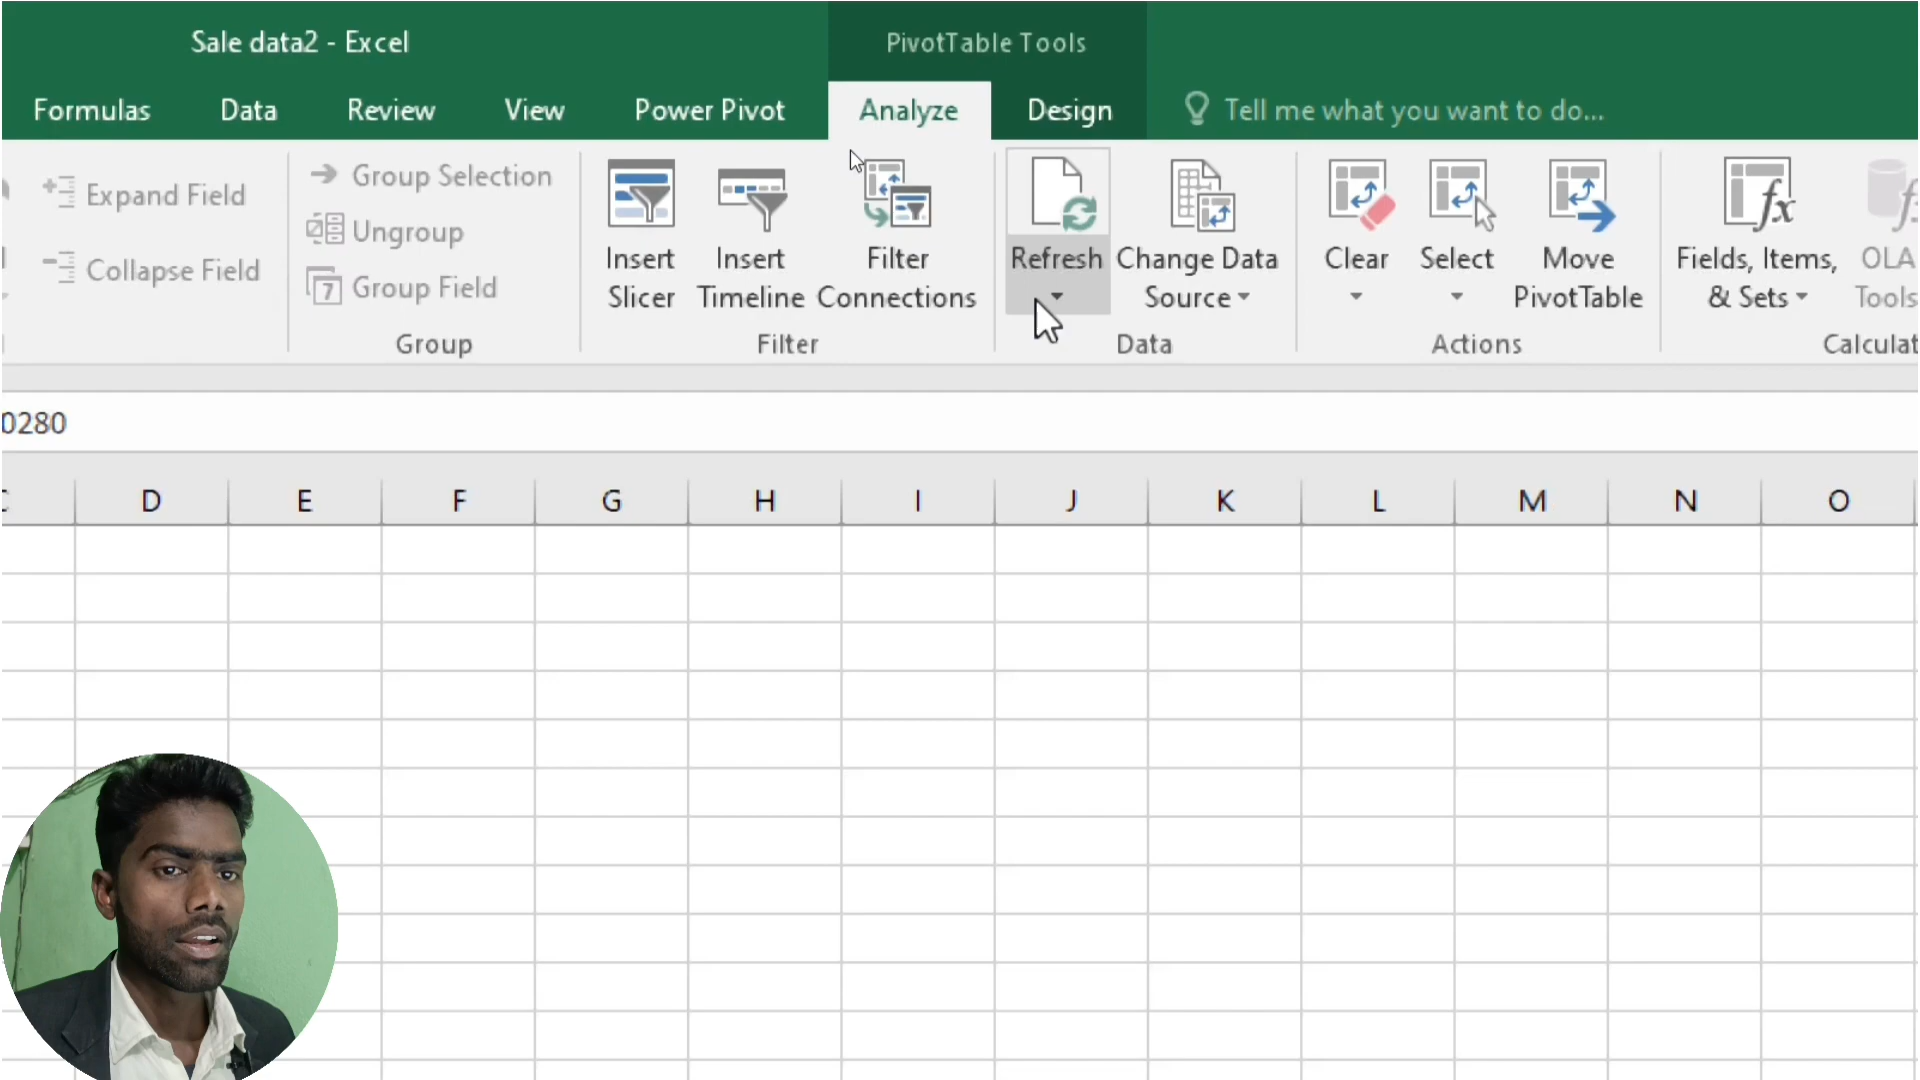 Sale data2 - Excel
PivotTable Tools
Formulas Data Review View Power Pivot Analyze Design Tell me what you want to do...
Expand Field
Collapse Field
Group Selection
Ungroup
7 Group Field
Group
Insert Slicer
Insert Timeline
Filter Connections
Filter
Refresh
Change Data Source
Data
Clear
Select
Move PivotTable
Actions
fx
Fields, Items, & Sets
OLA
Tools
Calculat
0280
C D E F G H I J K L M N O